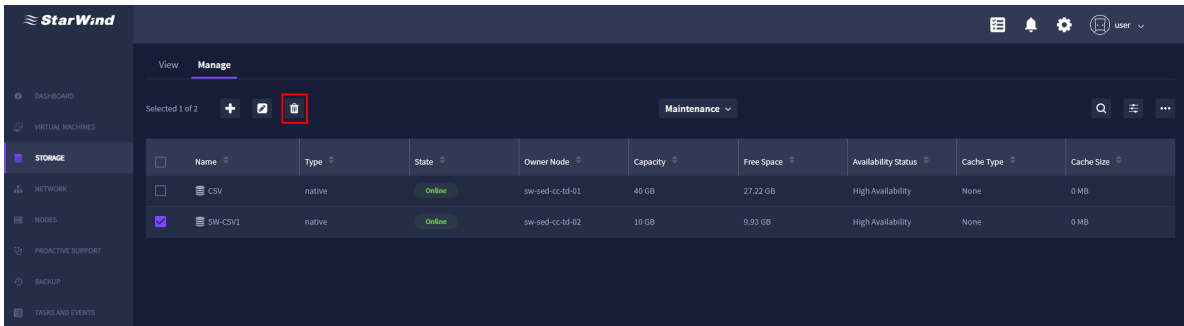 StarWind
user
View Manage
DASHBOARD
Selected 1 of 2 Maintenance
VIRTUAL MACHINES
STORAGE
Name Type State Owner Node Capacity Free Space Availability Status Cache Type Cache Size
NETWORK
CSV native Online sw-sed-cc-td-01 40 GB 27.22 GB High Availability None 0 MB
NODES
SW-CSV1 native Online sw-sed-cc-td-02 10 GB 9.93 GB High Availability None 0 MB
PROACTIVE SUPPORT
BACKUP
TASKS AND EVENTS